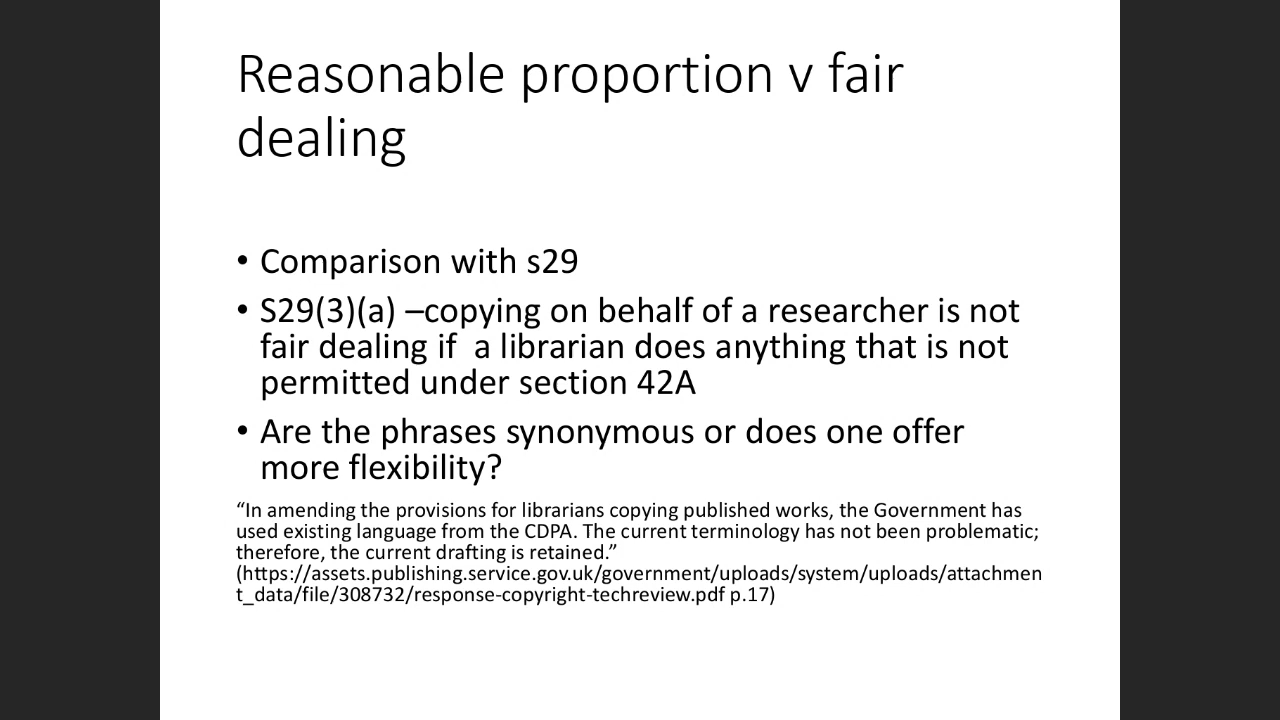 Reasonable proportion v fair
dealing
• Comparison with s29
• S29(3)(a) –copying on behalf of a researcher is not
fair dealing if  a librarian does anything that is not
permitted under section 42A
• Are the phrases synonymous or does one offer
more flexibility?
“In amending the provisions for librarians copying published works, the Government has
used existing language from the CDPA. The current terminology has not been problematic;
therefore, the current drafting is retained.”
(https://assets.publishing.service.gov.uk/government/uploads/system/uploads/attachmen
t_data/file/308732/response-copyright-techreview.pdf p.17)